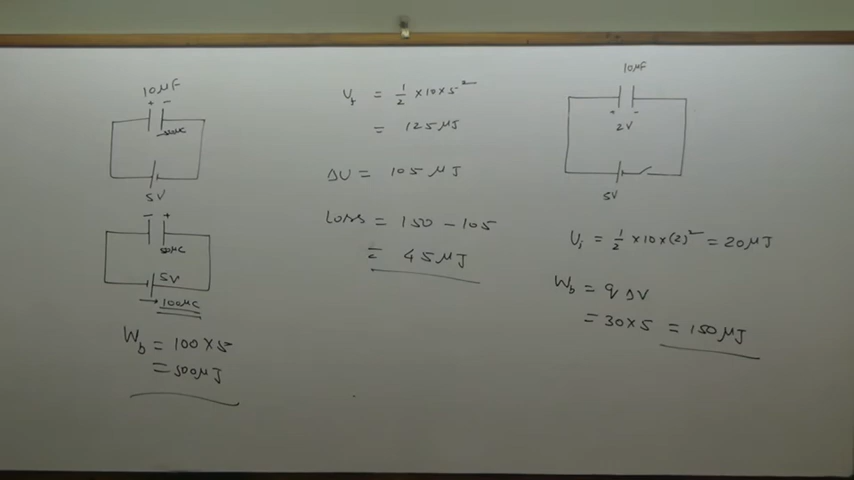 10μF
+ -
5V
- +
5V
100μC
W_b = 100×5
= 500μJ
U_f = 1/2 ×10×5²
= 125μJ
ΔU = 105 μJ
Loss = 150 - 105
= 45μJ
10μF
+ -
2V
5V
U_i = 1/2 ×10×(2)² = 20μJ
W_b = q ΔV
= 30×5 = 150μJ